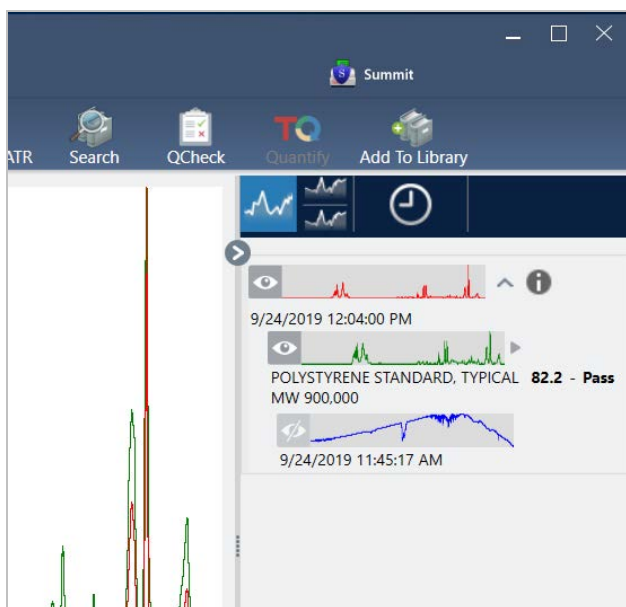 Summit
ATR Search QCheck Quantify Add To Library
9/24/2019 12:04:00 PM
POLYSTYRENE STANDARD, TYPICAL 82.2 - Pass
MW 900,000
9/24/2019 11:45:17 AM